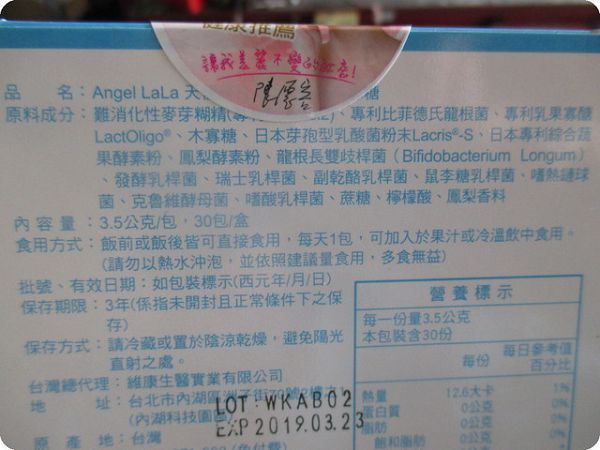 健康推薦
讓我美麗不變的祕密!
品 名：Angel LaLa 天 糖
原料成分：難消化性麥芽糊精(專 )、專利比菲德氏龍根菌、專利乳果寡醣
LactOligo®、木寡糖、日本芽孢型乳酸菌粉末Lacris®-S、日本專利綜合蔬
果酵素粉、鳳梨酵素粉、龍根長雙歧桿菌（Bifidobacterium Longum）
、發酵乳桿菌、瑞士乳桿菌、副乾酪乳桿菌、鼠李糖乳桿菌、嗜熱鏈球
菌、克魯維酵母菌、嗜酸乳桿菌、蔗糖、檸檬酸、鳳梨香料
內 容 量：3.5公克/包，30包/盒
食用方式：飯前或飯後皆可直接食用，每天1包，可加入於果汁或冷溫飲中食用。
(請勿以熱水沖泡，並依照建議量食用，多食無益)
批號、有效日期：如包裝標示(西元年/月/日)
保存期限：3年(係指未開封且正常條件下之保
存)
保存方式：請冷藏或置於陰涼乾燥，避免陽光
直射之處。
台灣總代理：維康生醫實業有限公司
地 址：台北市內湖區
(內湖科技園區)
LOT:WKAB02
EXP2019.03.23
原 產 地：台灣
營養標示
每一份量3.5公克
本包裝含30份
每份 每日參考值
百分比
熱量 12.6大卡 1%
蛋白質 0公克 0%
脂肪 0公克 0%
飽和脂肪 0公克 0%